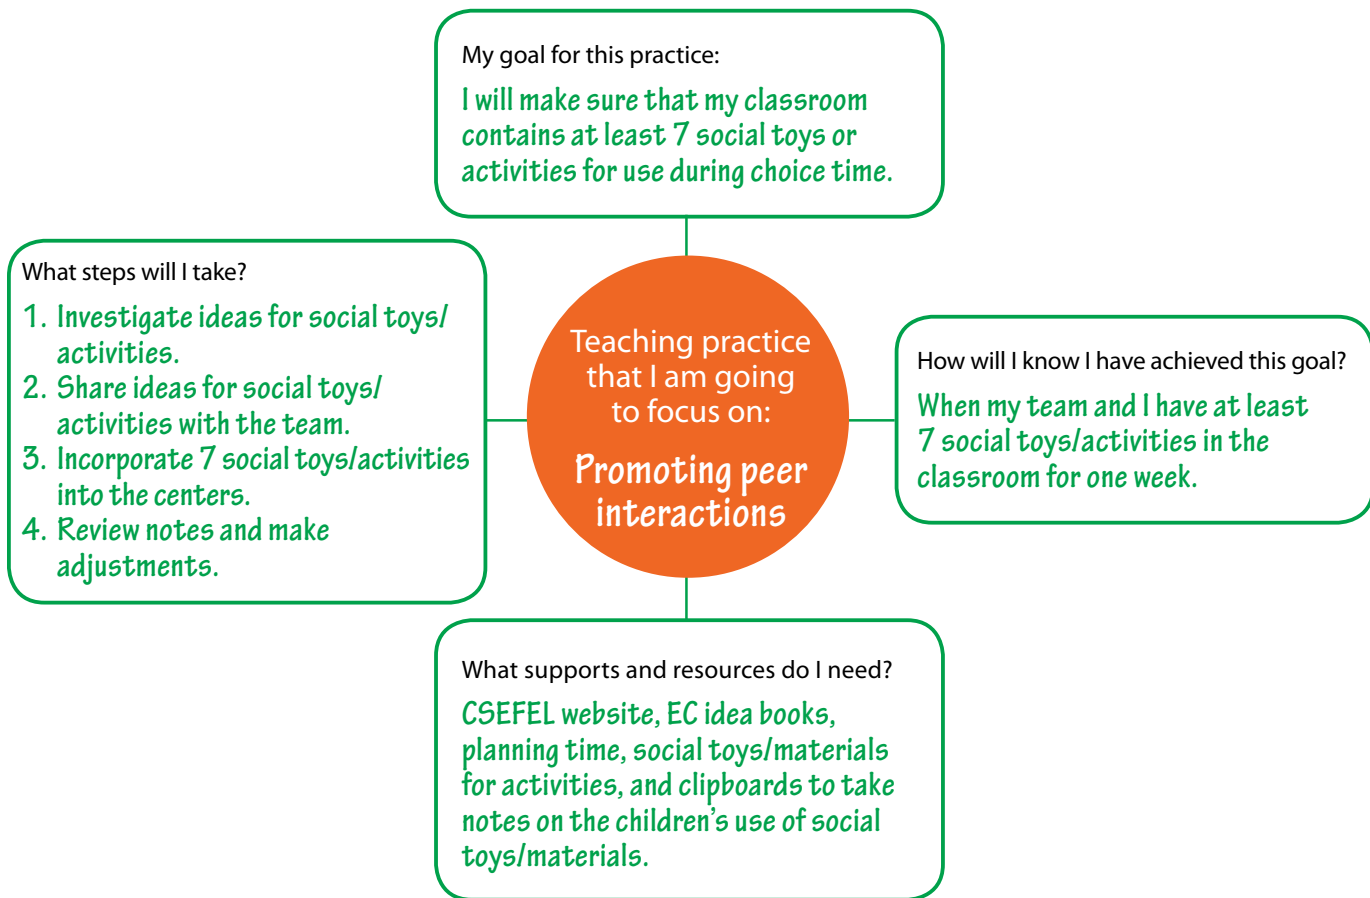 My goal for this practice:
I will make sure that my classroom
contains at least 7 social toys or
activities for use during choice time.
What steps will I take?
1. Investigate ideas for social toys/
activities.
2. Share ideas for social toys/
activities with the team.
3. Incorporate 7 social toys/activities
into the centers.
4. Review notes and make
adjustments.
Teaching practice
that I am going
to focus on:
Promoting peer
interactions
How will I know I have achieved this goal?
When my team and I have at least
7 social toys/activities in the
classroom for one week.
What supports and resources do I need?
CSEFEL website, EC idea books,
planning time, social toys/materials
for activities, and clipboards to take
notes on the children's use of social
toys/materials.